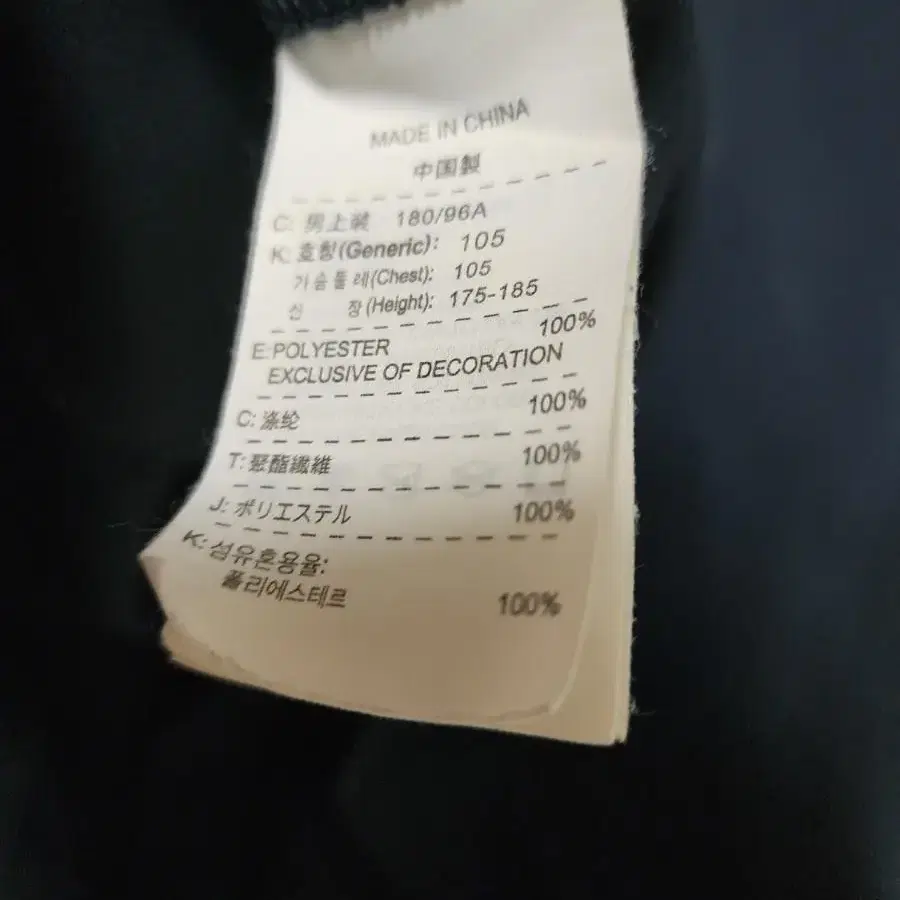 MADE IN CHINA
中国製
C: 男上装 180/96A
K: 호칭(Generic): 105
가슴둘레(Chest): 105
신 장(Height): 175-185
E:POLYESTER 100%
EXCLUSIVE OF DECORATION
C: 涤纶 100%
T: 聚酯纖維 100%
J: ポリエステル 100%
K: 섬유혼용율:
폴리에스테르 100%